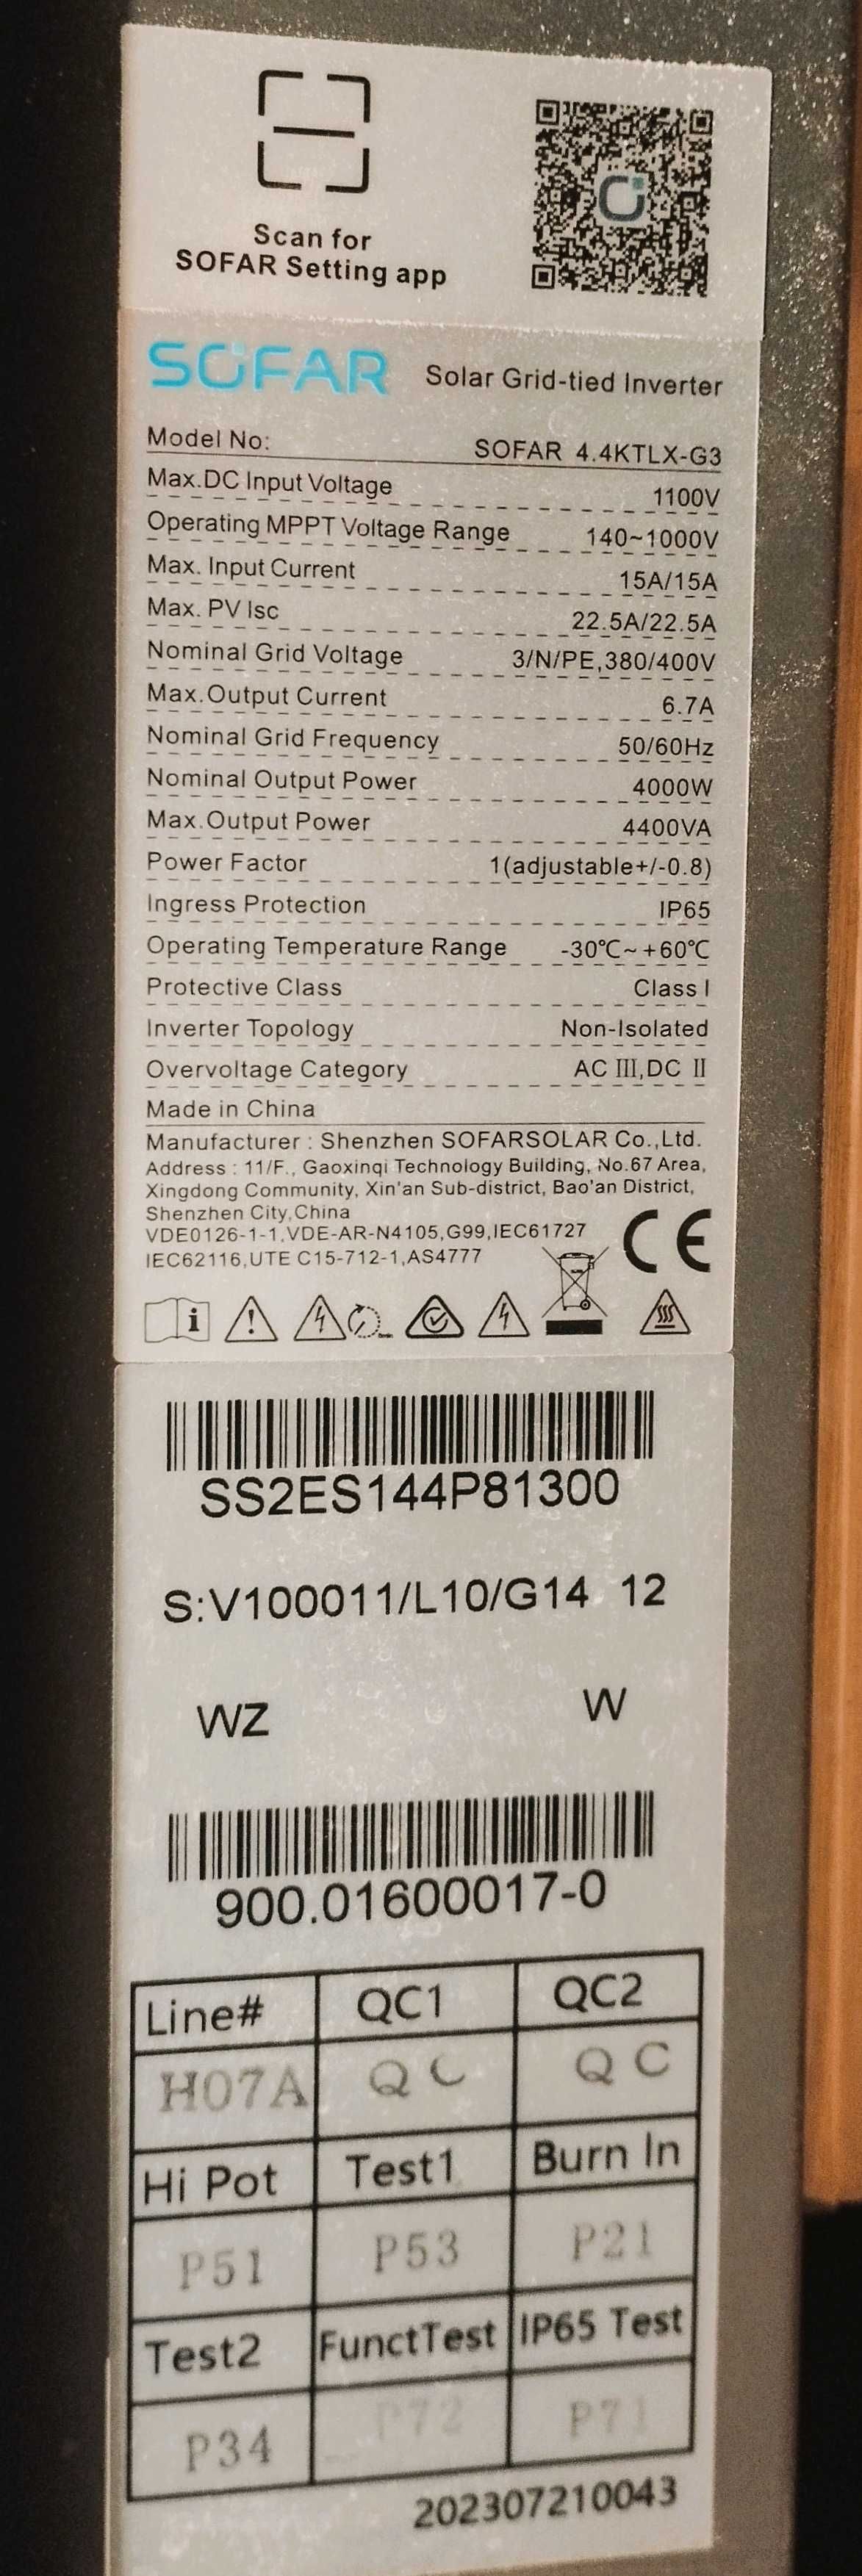 Scan for
SOFAR Setting app
SOFAR Solar Grid-tied Inverter
Model No: SOFAR 4.4KTLX-G3
Max.DC Input Voltage 1100V
Operating MPPT Voltage Range 140~1000V
Max. Input Current 15A/15A
Max. PV Isc 22.5A/22.5A
Nominal Grid Voltage 3/N/PE,380/400V
Max.Output Current 6.7A
Nominal Grid Frequency 50/60Hz
Nominal Output Power 4000W
Max.Output Power 4400VA
Power Factor 1(adjustable+/-0.8)
Ingress Protection IP65
Operating Temperature Range -30℃~+60℃
Protective Class Class I
Inverter Topology Non-Isolated
Overvoltage Category AC III,DC II
Made in China
Manufacturer : Shenzhen SOFARSOLAR Co.,Ltd.
Address : 11/F., Gaoxinqi Technology Building, No.67 Area,
Xingdong Community, Xin'an Sub-district, Bao'an District,
Shenzhen City,China
VDE0126-1-1,VDE-AR-N4105,G99,IEC61727
IEC62116,UTE C15-712-1,AS4777
CE
SS2ES144P81300
S:V100011/L10/G14 12
WZ W
900.01600017-0
Line# QC1 QC2
H07A QC QC
Hi Pot Test1 Burn In
P51 P53 P21
Test2 FunctTest IP65 Test
P34 P72 P71
202307210043